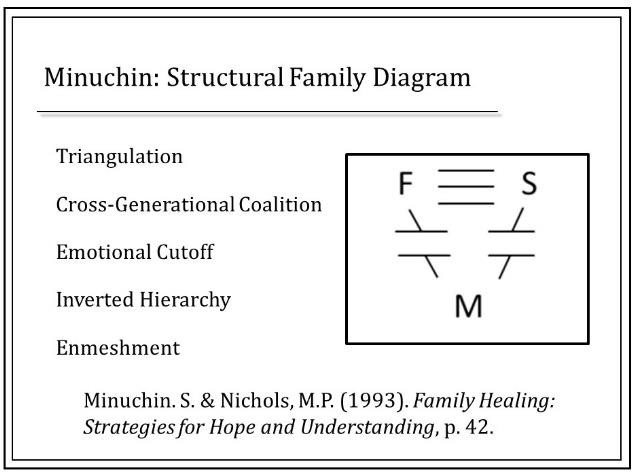 Minuchin: Structural Family Diagram
Triangulation
Cross-Generational Coalition
Emotional Cutoff
Inverted Hierarchy
Enmeshment
F S
M
Minuchin. S. & Nichols, M.P. (1993). Family Healing:
Strategies for Hope and Understanding, p. 42.